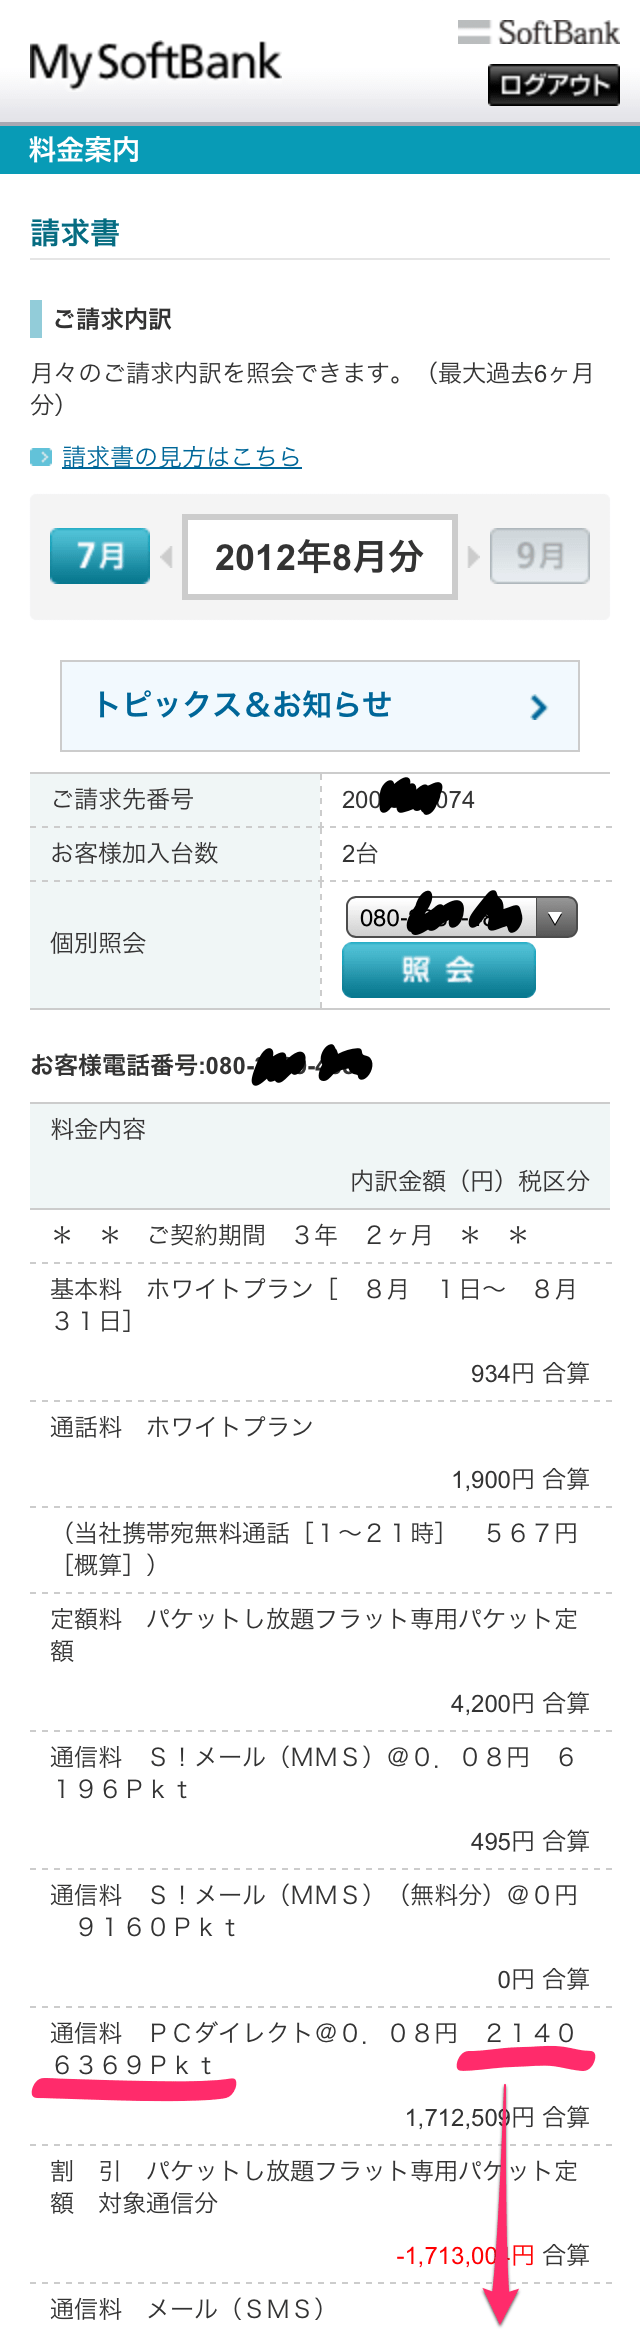 SoftBank
My SoftBank
ログアウト
料金案内
請求書
ご請求内訳
月々のご請求内訳を照会できます。（最大過去6ヶ月
分）
請求書の見方はこちら
7月
2012年8月分
9月
トピックス＆お知らせ
ご請求先番号 200 074
お客様加入台数 2台
個別照会 080-
照 会
お客様電話番号:080-
料金内容
内訳金額（円）税区分
＊　＊　ご契約期間　３年　２ヶ月　＊　＊
基本料　ホワイトプラン［　８月　１日〜　８月
３１日］
934円 合算
通話料　ホワイトプラン
1,900円 合算
（当社携帯宛無料通話［１〜２１時］　５６７円
［概算］）
定額料　パケットし放題フラット専用パケット定
額
4,200円 合算
通信料　Ｓ！メール（ＭＭＳ）＠０．０８円　６
１９６Ｐｋｔ
495円 合算
通信料　Ｓ！メール（ＭＭＳ）（無料分）＠０円
　９１６０Ｐｋｔ
0円 合算
通信料　ＰＣダイレクト＠０．０８円　２１４０
６３６９Ｐｋｔ
1,712,509円 合算
割　引　パケットし放題フラット専用パケット定
額　対象通信分
-1,713,004円 合算
通信料　メール（ＳＭＳ）